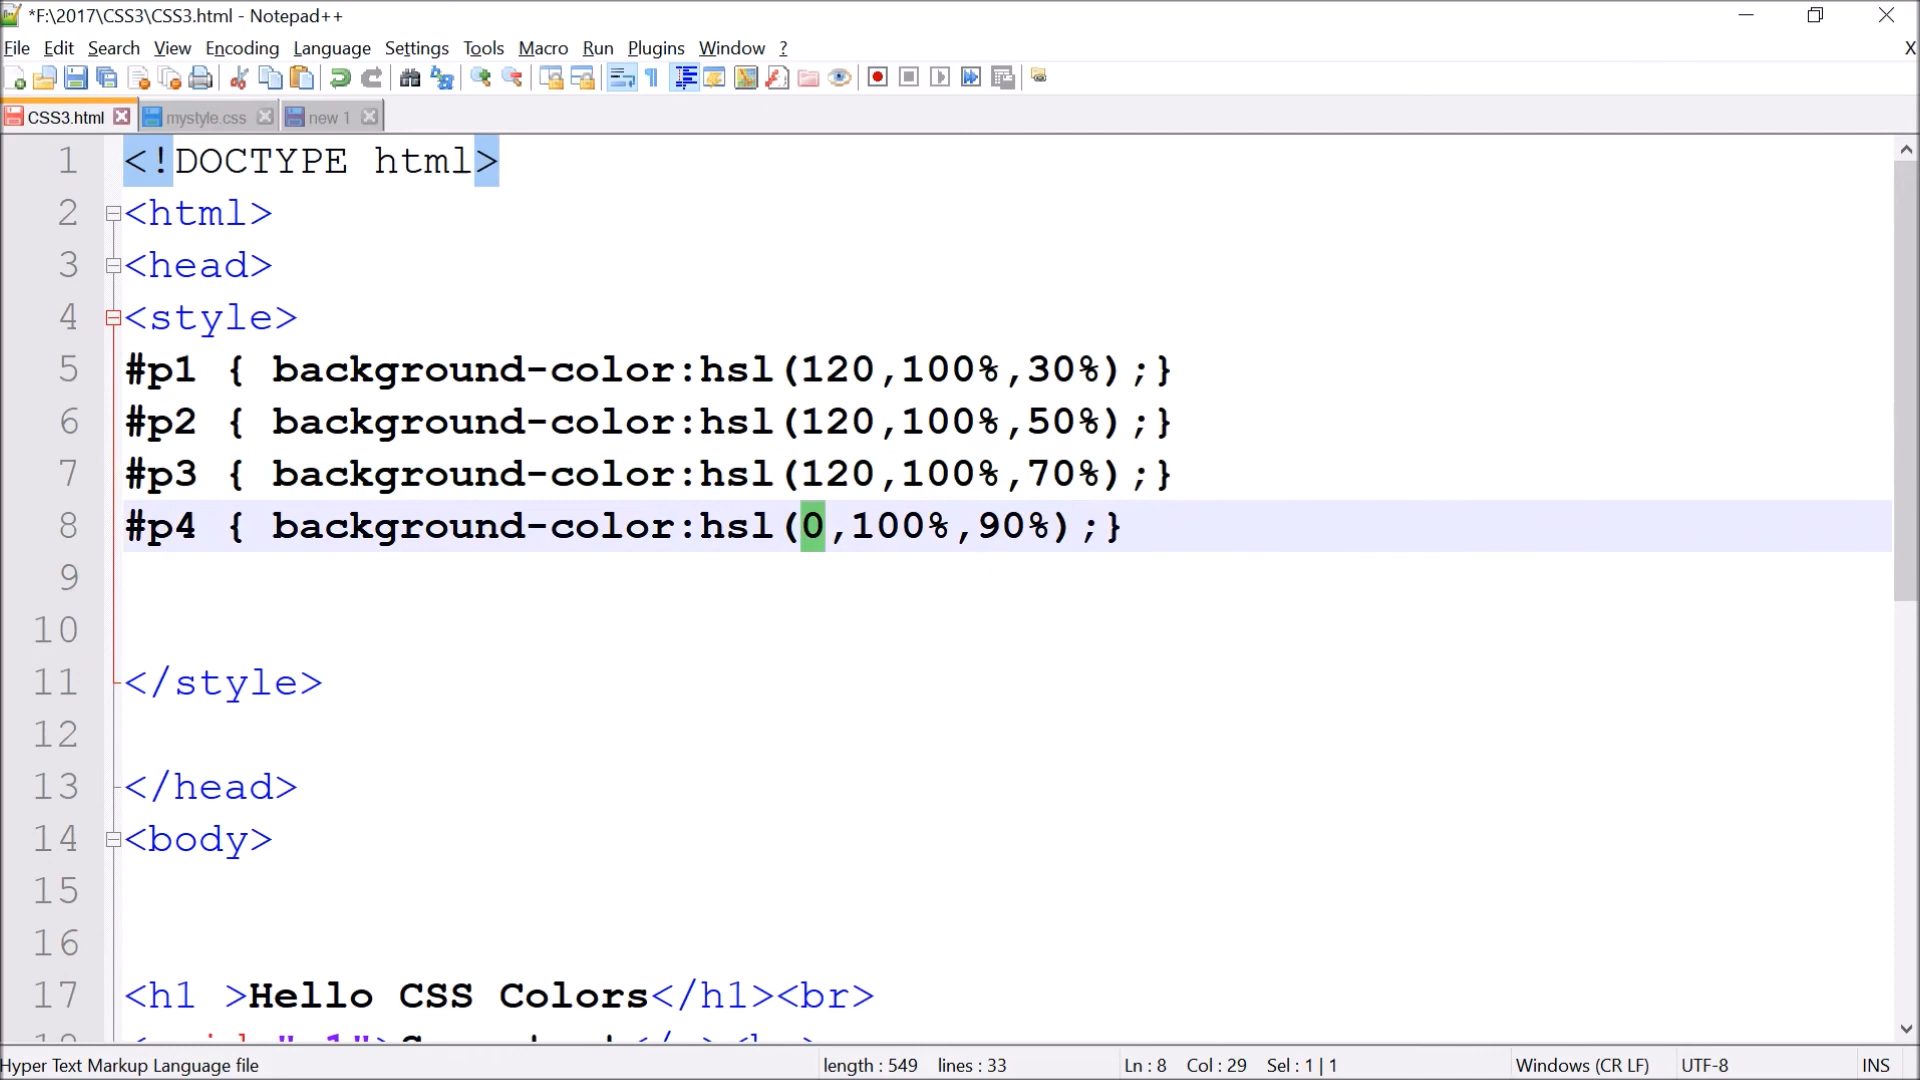 *F:\2017\CSS3\CSS3.html - Notepad++
File Edit Search View Encoding Language Settings Tools Macro Run Plugins Window ? X
CSS3.html mystyle.css new 1
1 <!DOCTYPE html>
2 <html>
3 <head>
4 <style>
5 #p1 { background-color:hsl(120,100%,30%);}
6 #p2 { background-color:hsl(120,100%,50%);}
7 #p3 { background-color:hsl(120,100%,70%);}
8 #p4 { background-color:hsl(0,100%,90%);}
9
10
11 </style>
12
13 </head>
14 <body>
15
16
17 <h1 >Hello CSS Colors</h1><br>
Hyper Text Markup Language file length : 549 lines : 33 Ln : 8 Col : 29 Sel : 1 | 1 Windows (CR LF) UTF-8 INS